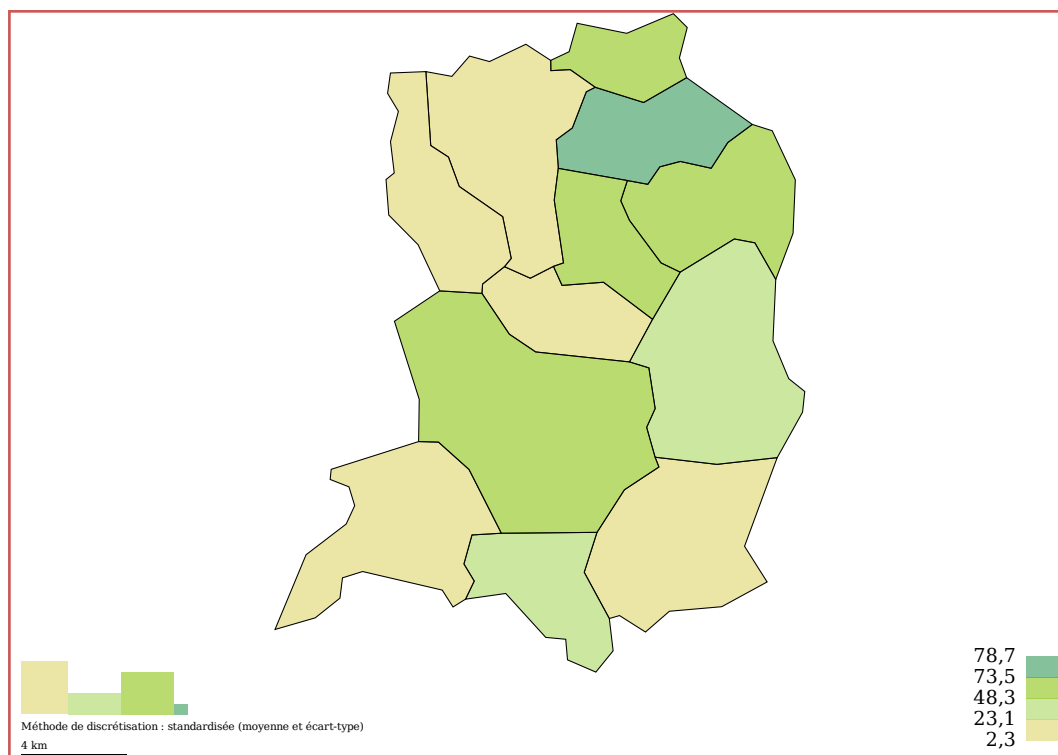 78,7
73,5
48,3
23,1
2,3
Méthode de discrétisation : standardisée (moyenne et écart-type)
4 km